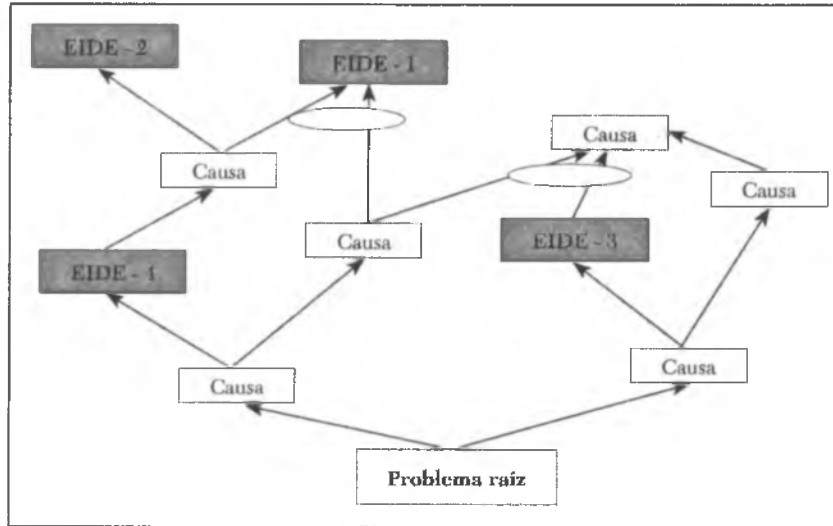 EIDE - 2
EIDE - 1
Causa
Causa
Causa
Causa
EIDE - 3
EIDE - 4
Causa
Causa
Problema raíz